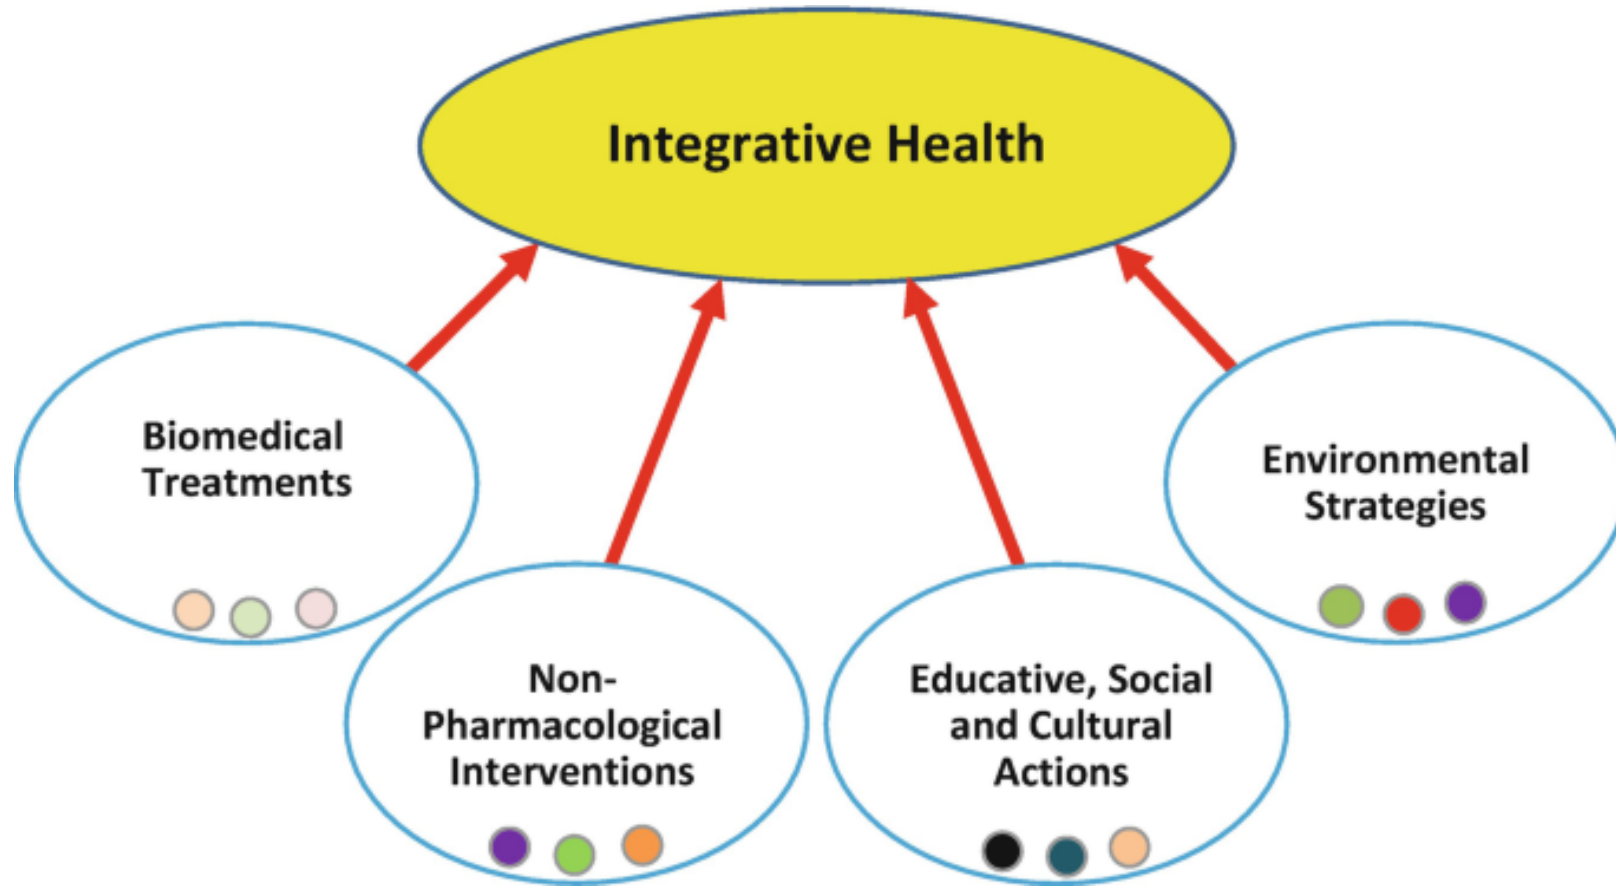 Integrative Health
Biomedical
Treatments
Non-
Pharmacological
Interventions
Educative, Social
and Cultural
Actions
Environmental
Strategies